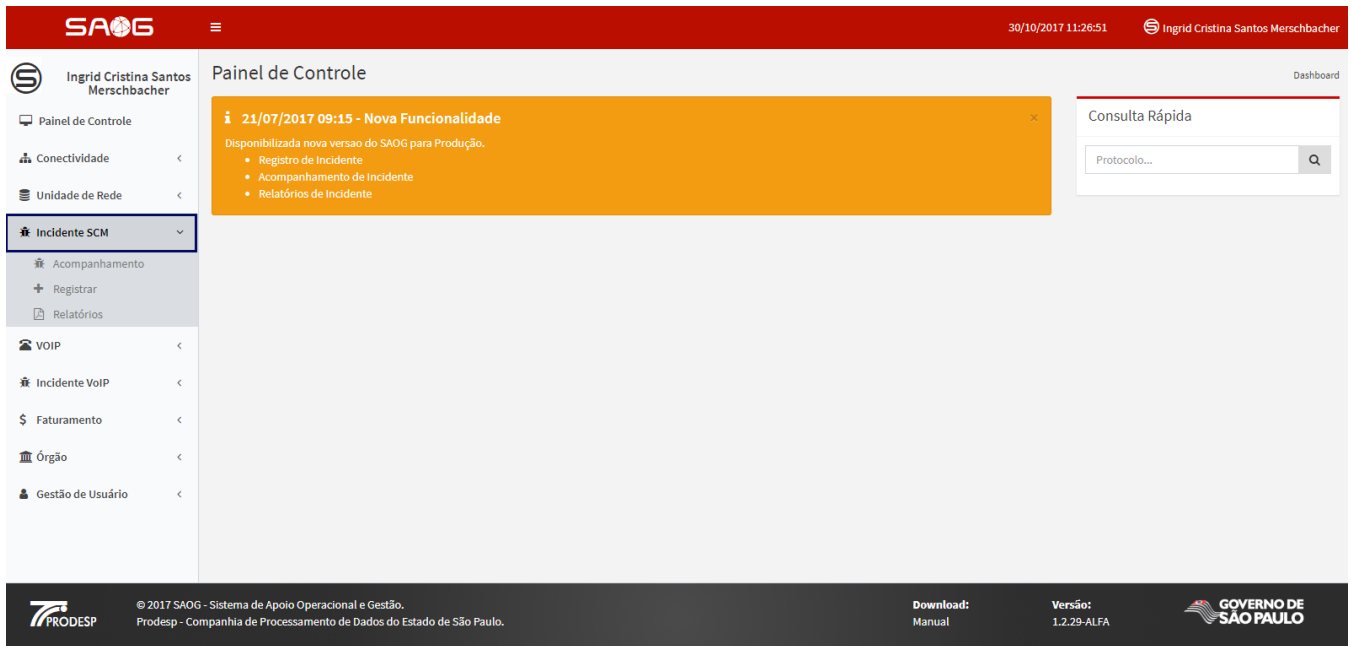 SAOG
30/10/2017 11:26:51
Ingrid Cristina Santos Merschbacher
Ingrid Cristina Santos
Merschbacher
Painel de Controle
Conectividade
Unidade de Rede
Incidente SCM
Acompanhamento
Registrar
Relatórios
VOIP
Incidente VoIP
Faturamento
Órgão
Gestão de Usuário
Painel de Controle
Dashboard
21/07/2017 09:15 - Nova Funcionalidade
×
Disponibilizada nova versao do SAOG para Produção.
• Registro de Incidente
• Acompanhamento de Incidente
• Relatórios de Incidente
Consulta Rápida
Protocolo...
PRODESP
© 2017 SAOG - Sistema de Apoio Operacional e Gestão.
Prodesp - Companhia de Processamento de Dados do Estado de São Paulo.
Download:
Manual
Versão:
1.2.29-ALFA
GOVERNO DE
SÃO PAULO